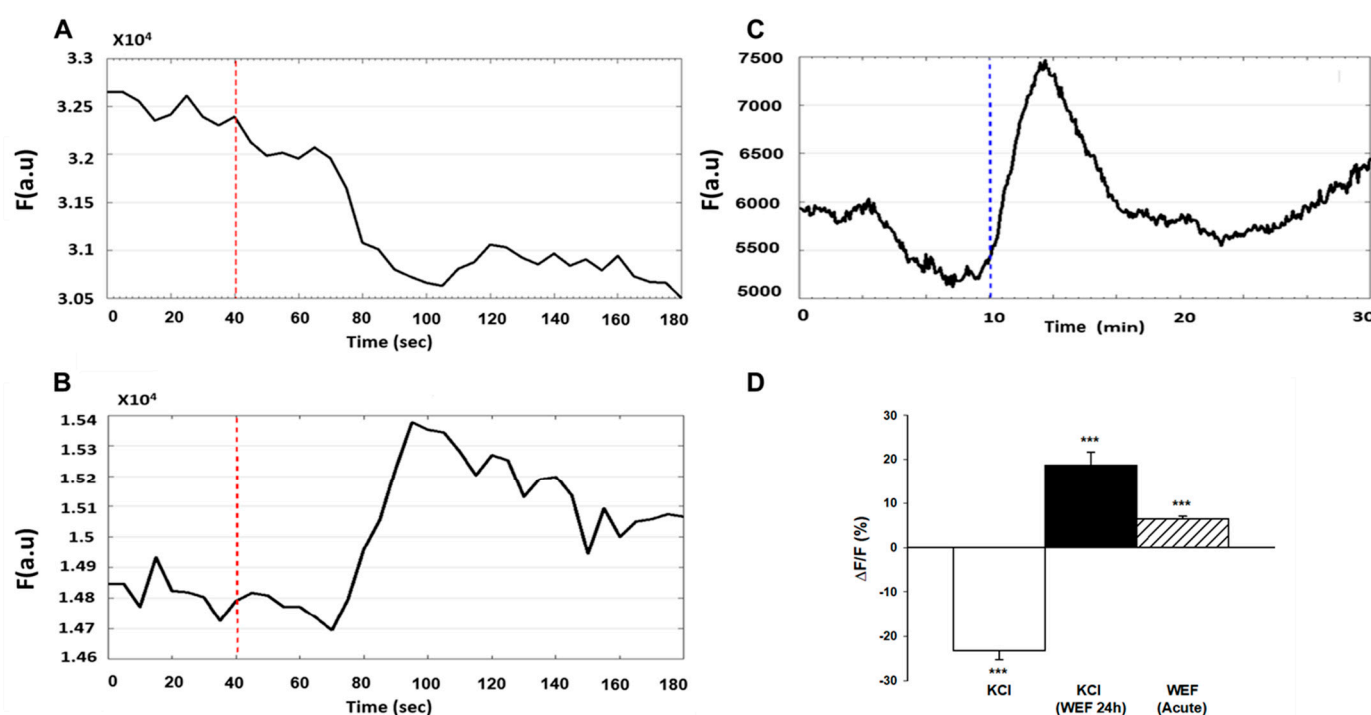 A
X10⁴
3.3
3.25
3.2
3.15
3.1
3.05
F(a.u)
0 20 40 60 80 100 120 140 160 180
Time (sec)
B
X10⁴
1.54
1.53
1.52
1.51
1.5
1.49
1.48
1.47
1.46
F(a.u)
0 20 40 60 80 100 120 140 160 180
Time (sec)
C
7500
7000
6500
6000
5500
5000
F(a.u)
0 10 20 30
Time (min)
D
30
20
10
0
-10
-20
-30
ΔF/F (%)
***
***
***
KCl KCl WEF
(WEF 24h) (Acute)